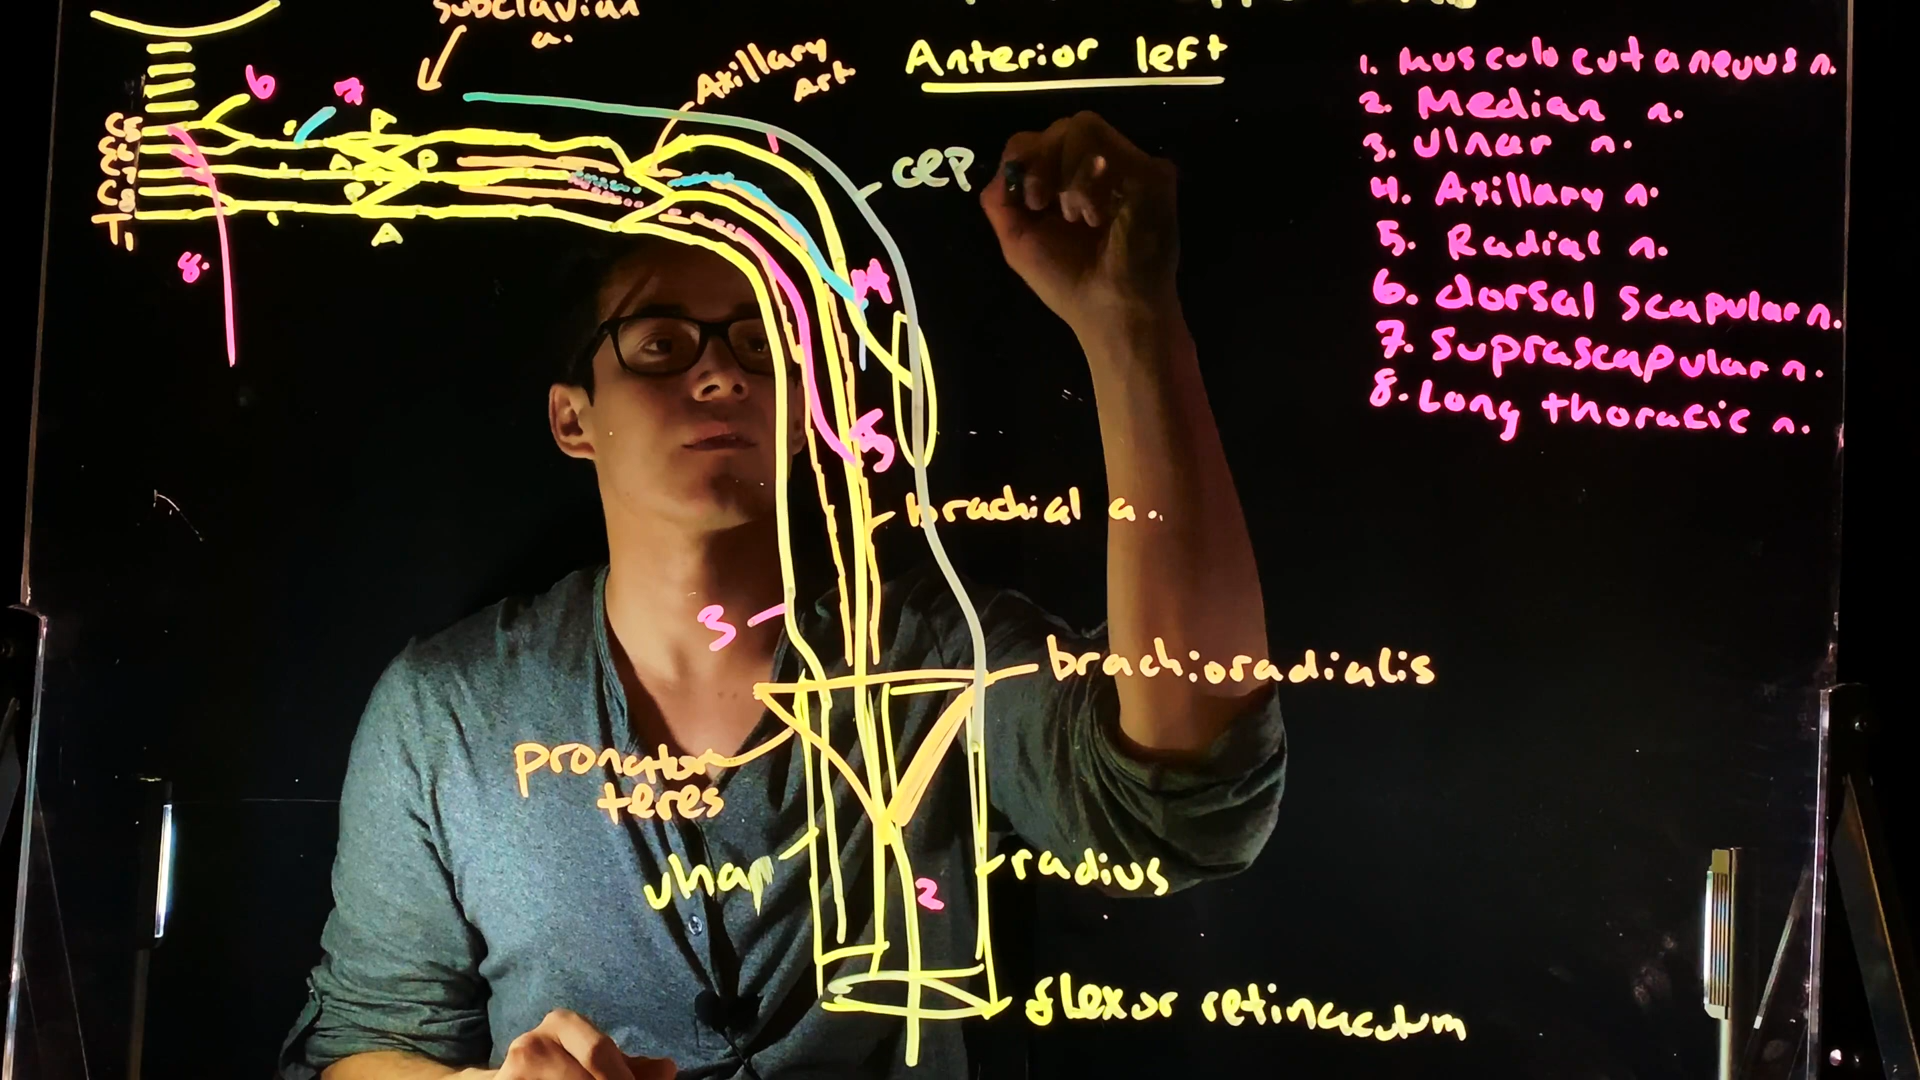 subclavian
a.
Axillary
art.
Anterior left
1. musculocutaneous n.
2. Median n.
3. Ulnar n.
4. Axillary n.
5. Radial n.
6. dorsal scapular n.
7. Suprascapular n.
8. Long thoracic n.
6
7
C5
C6
C7
C8
T1
A
A
P
P
A
8.
cep
4
5
brachial a.
3
brachioradialis
pronator
teres
ulna
radius
2
flexor retinaculum